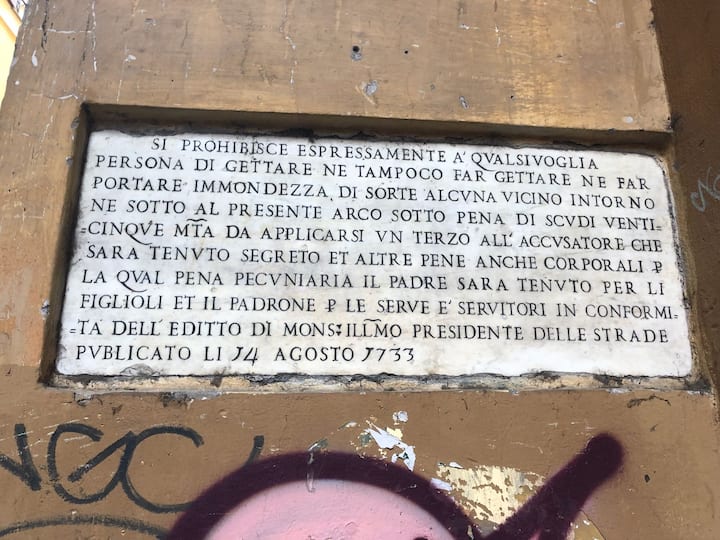 SI PROHIBISCE ESPRESSAMENTE A' QVALSIVOGLIA
PERSONA DI GETTARE NE TAMPOCO FAR GETTARE NE FAR
PORTARE IMMONDEZZA, DI SORTE ALCVNA VICINO INTORNO
NE SOTTO AL PRESENTE ARCO SOTTO PENA DI SCVDI VENTI=
=CINQVE M̅T̅A DA APPLICARSI VN TERZO ALL'ACCVSATORE CHE
SARA TENVTO SEGRETO ET ALTRE PENE ANCHE CORPORALI ꝑ
LA QVAL PENA PECVNIARIA IL PADRE SARA TENVTO PER LI
FIGLIOLI ET IL PADRONE ꝑ LE SERVE E' SERVITORI IN CONFORMI=
=TA DELL'EDITTO DI MONS: ILL̅M̅O PRESIDENTE DELLE STRADE
PVBLICATO LI 14 AGOSTO 1733